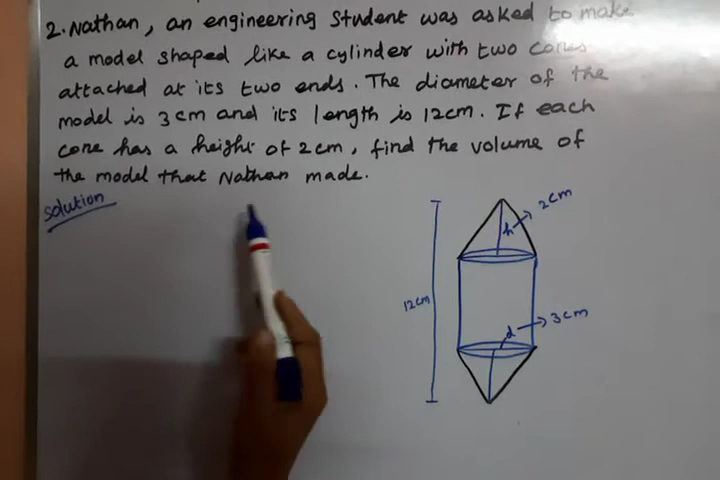 2. Nathan, an engineering Student was asked to make
a model shaped like a cylinder with two cones
attached at its two ends. The diameter of the
model is 3cm and its length is 12cm. If each
cone has a height of 2cm, find the volume of
the model that Nathan made.
Solution
h → 2cm
12cm
d → 3cm